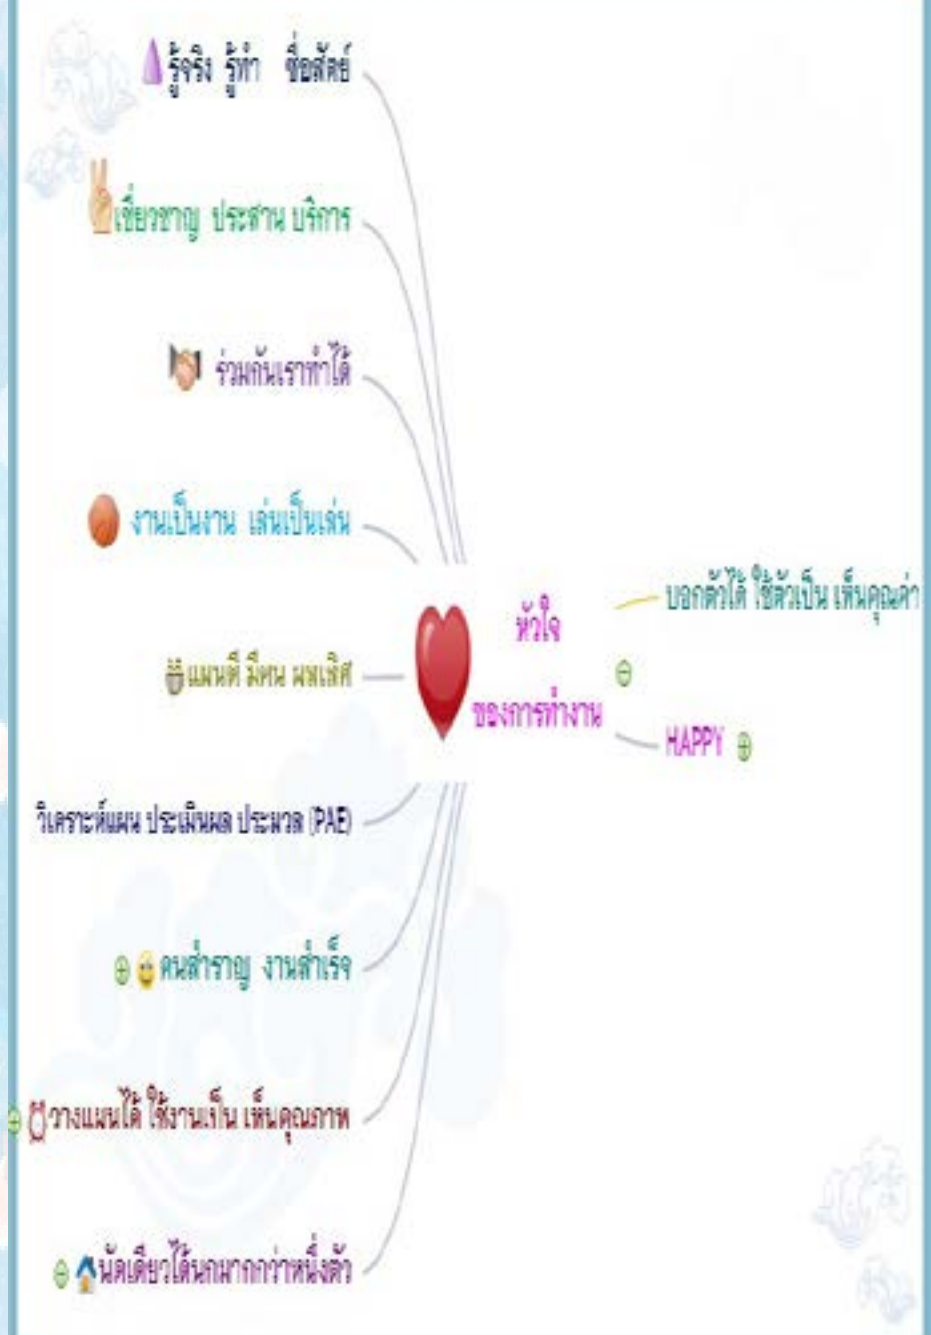 รู้จริง รู้ทำ ซื่อสัตย์
เชี่ยวชาญ ประสาน บริการ
ร่วมกันเราทำได้
งานเป็นงาน เล่นเป็นเล่น
แผนดี มีคน ผลเลิศ
วิเคราะห์แผน ประเมินผล ประมวล (PAE)
คนสำราญ งานสำเร็จ
วางแผนได้ ใช้งานเป็น เห็นคุณภาพ
นัดเดียวได้นกมากกว่าหนึ่งตัว
หัวใจ
ของการทำงาน
บอกตัวได้ ใช้ตัวเป็น เห็นคุณค่า
HAPPY